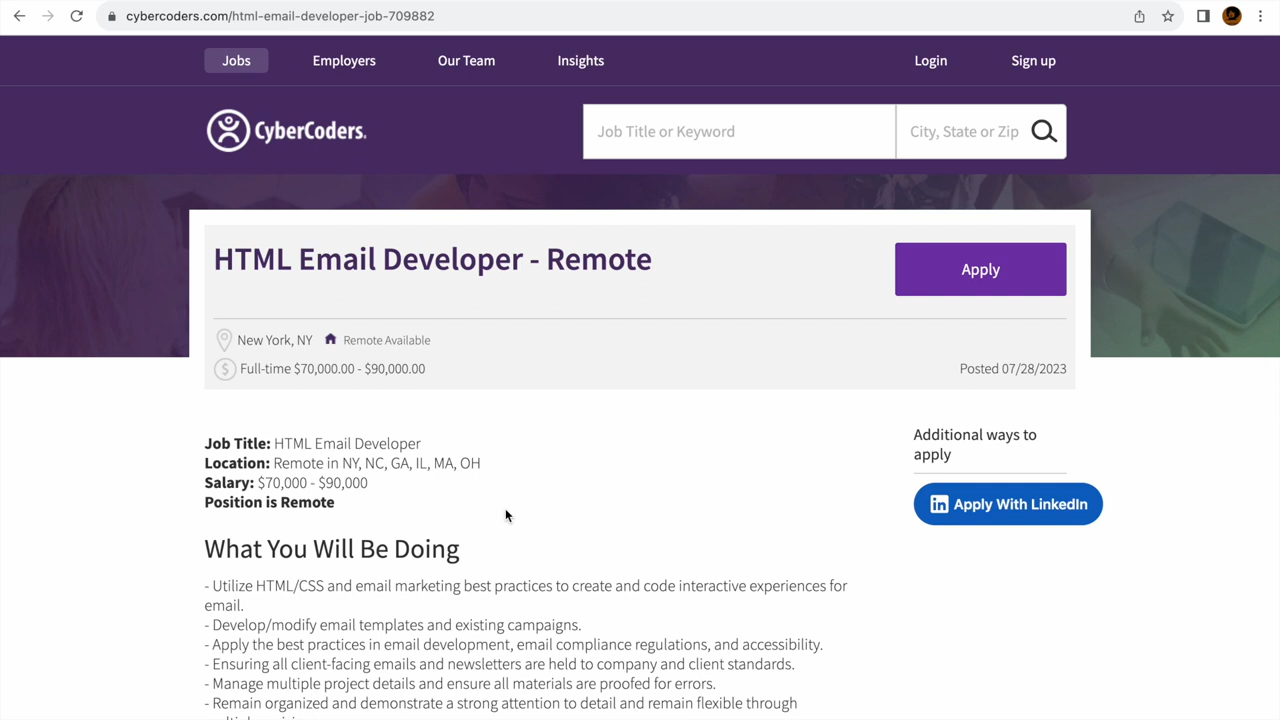 cybercoders.com/html-email-developer-job-709882
Jobs Employers Our Team Insights Login Sign up
CyberCoders. Job Title or Keyword City, State or Zip
HTML Email Developer - Remote
Apply
New York, NY Remote Available
$ Full-time $70,000.00 - $90,000.00 Posted 07/28/2023
Job Title: HTML Email Developer
Location: Remote in NY, NC, GA, IL, MA, OH
Salary: $70,000 - $90,000
Position is Remote
Additional ways to
apply
in Apply With LinkedIn
What You Will Be Doing
- Utilize HTML/CSS and email marketing best practices to create and code interactive experiences for
email.
- Develop/modify email templates and existing campaigns.
- Apply the best practices in email development, email compliance regulations, and accessibility.
- Ensuring all client-facing emails and newsletters are held to company and client standards.
- Manage multiple project details and ensure all materials are proofed for errors.
- Remain organized and demonstrate a strong attention to detail and remain flexible through